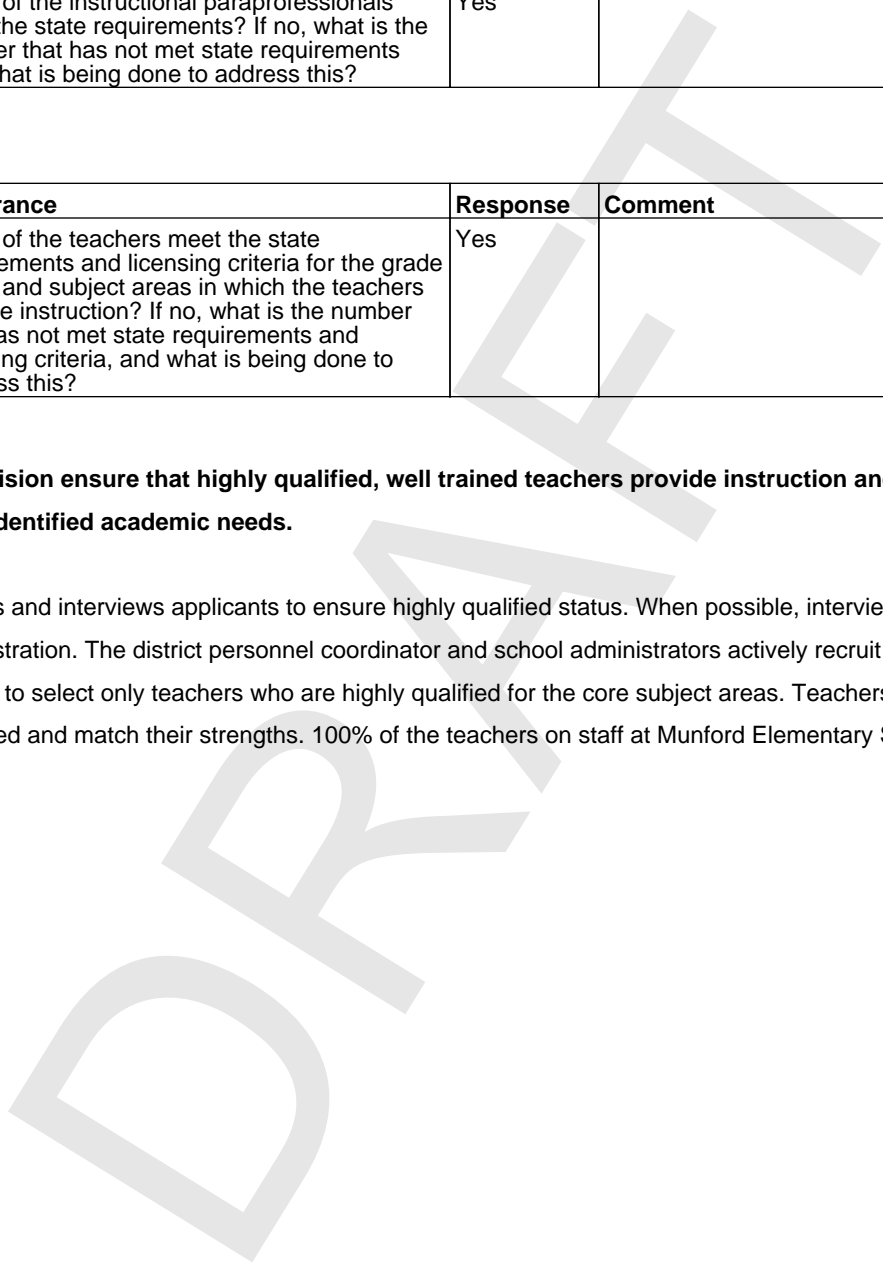 of the instructional paraprofessionals
the state requirements? If no, what is the
er that has not met state requirements
hat is being done to address this?
Yes
rance
Response
Comment
of the teachers meet the state
ements and licensing criteria for the grade
and subject areas in which the teachers
e instruction? If no, what is the number
as not met state requirements and
ng criteria, and what is being done to
ss this?
Yes
ision ensure that highly qualified, well trained teachers provide instruction an
dentified academic needs.
s and interviews applicants to ensure highly qualified status. When possible, intervie
stration. The district personnel coordinator and school administrators actively recruit
to select only teachers who are highly qualified for the core subject areas. Teachers
ed and match their strengths. 100% of the teachers on staff at Munford Elementary S
DRAFT